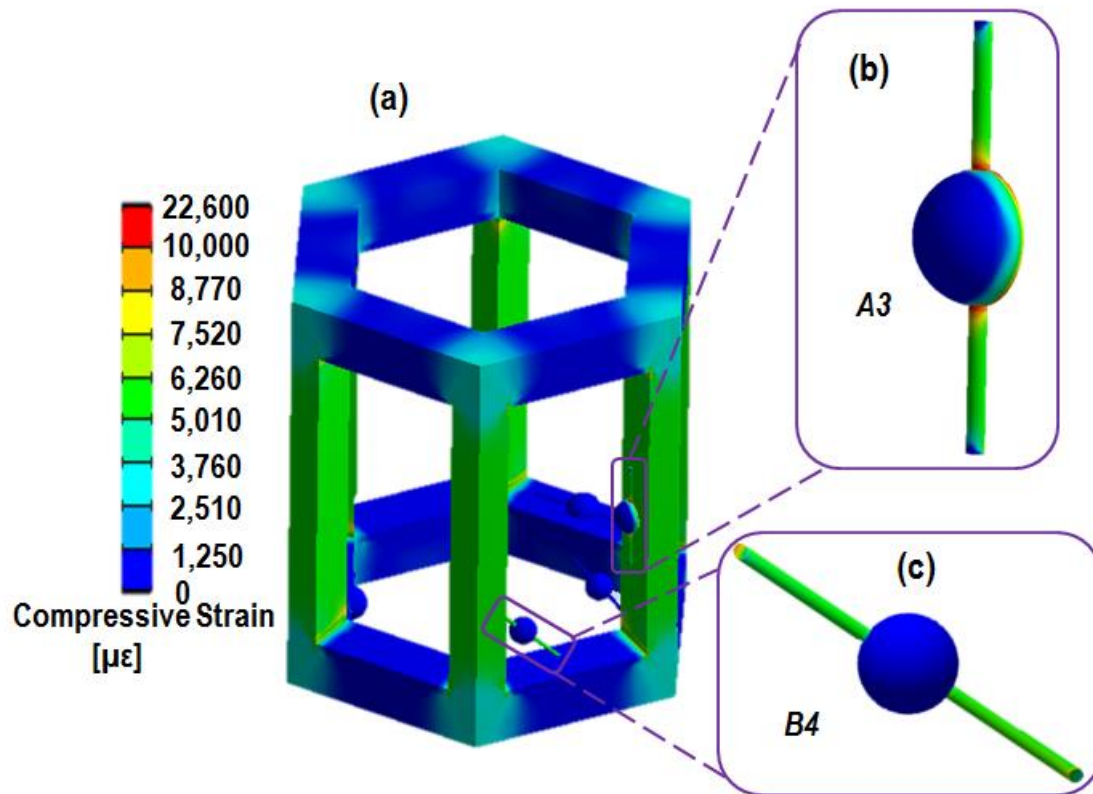 (a)
22,600
10,000
8,770
7,520
6,260
5,010
3,760
2,510
1,250
0
Compressive Strain
[με]
(b)
A3
(c)
B4